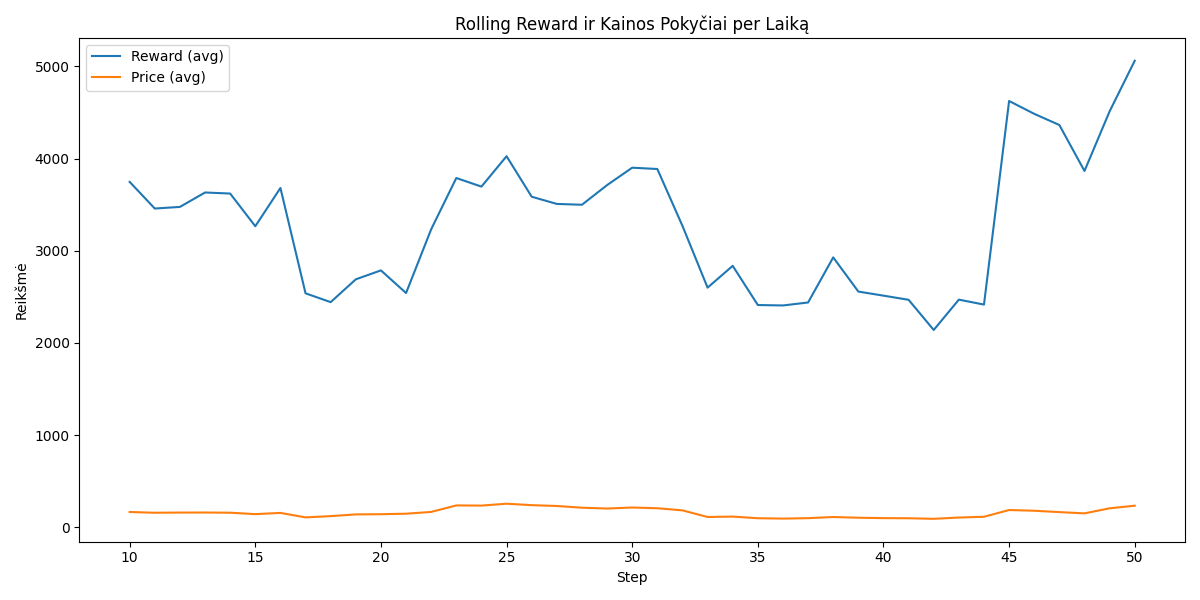 Rolling Reward ir Kainos Pokyčiai per Laiką
Reward (avg)
Price (avg)
Reikšmė
5000
4000
3000
2000
1000
0
10 15 20 25 30 35 40 45 50
Step